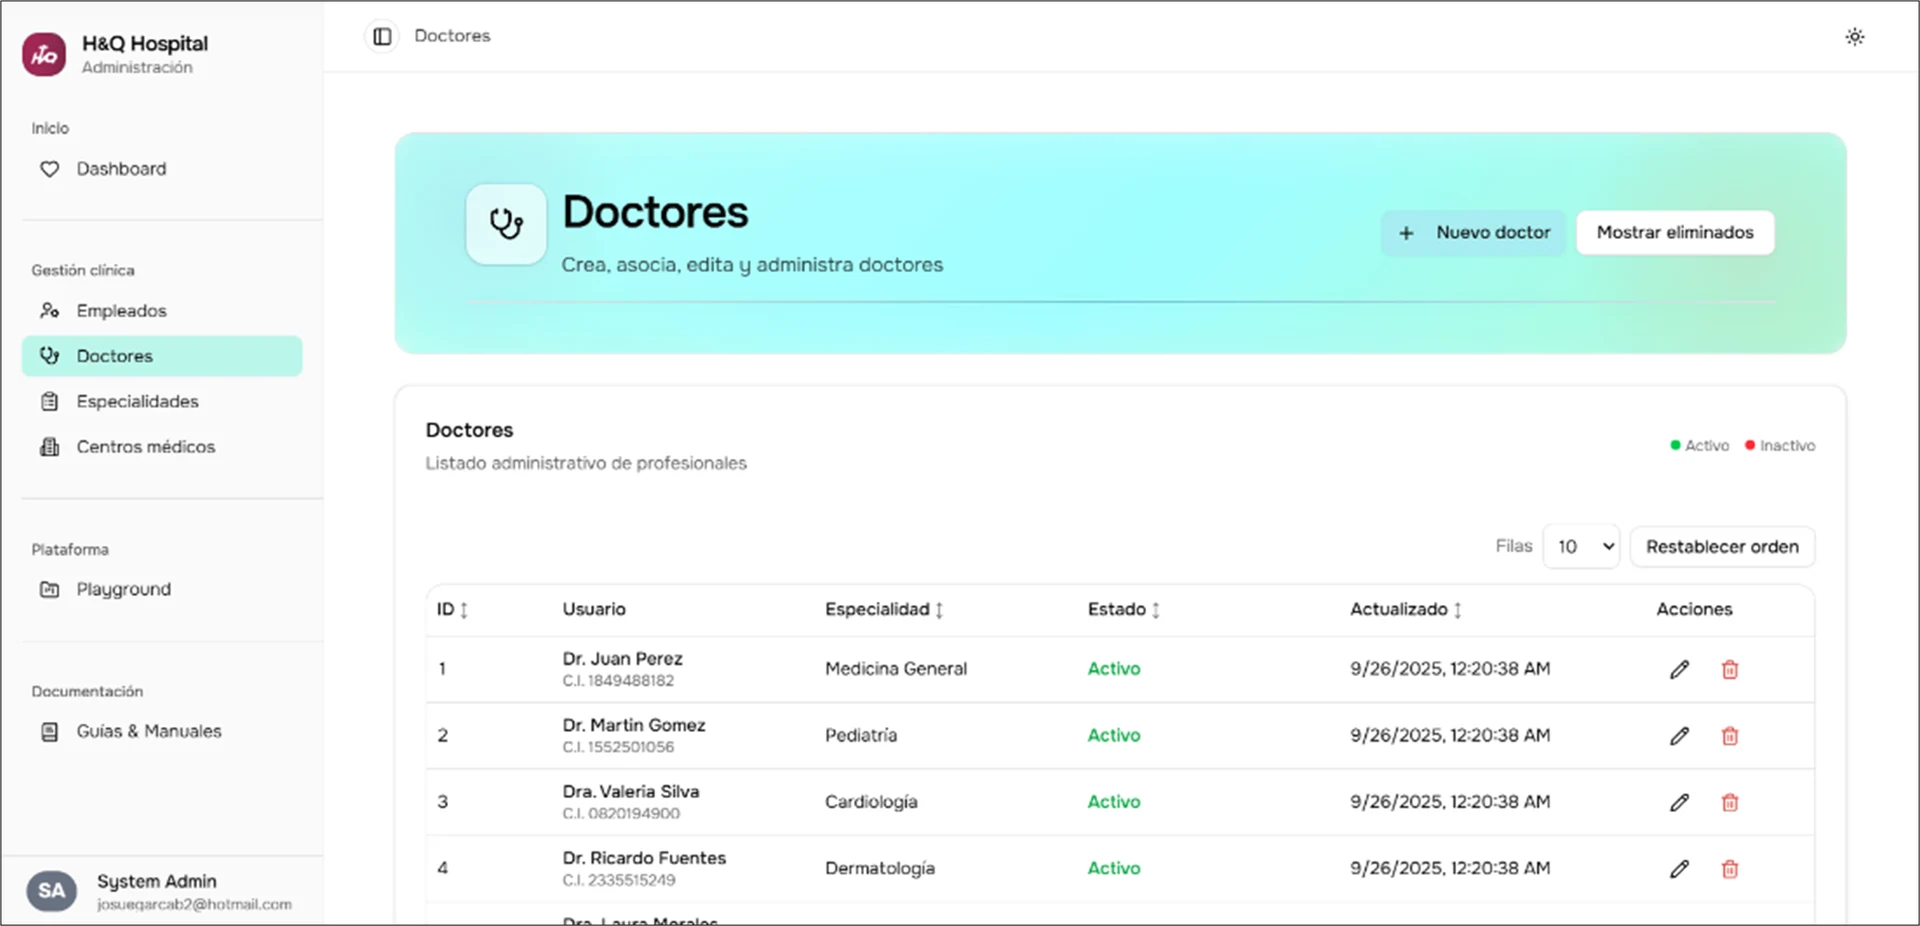 H&Q Hospital
Administración
Inicio
Dashboard
Gestión clínica
Empleados
Doctores
Especialidades
Centros médicos
Plataforma
Playground
Documentación
Guías & Manuales
SA
System Admin
josuegarcab2@hotmail.com
Doctores
Doctores
Crea, asocia, edita y administra doctores
+ Nuevo doctor
Mostrar eliminados
Doctores
Listado administrativo de profesionales
Activo Inactivo
Filas 10 Restablecer orden
ID Usuario Especialidad Estado Actualizado Acciones
1 Dr. Juan Perez Medicina General Activo 9/26/2025, 12:20:38 AM
C.I. 1849488182
2 Dr. Martin Gomez Pediatría Activo 9/26/2025, 12:20:38 AM
C.I. 1552501056
3 Dra. Valeria Silva Cardiología Activo 9/26/2025, 12:20:38 AM
C.I. 0820194900
4 Dr. Ricardo Fuentes Dermatología Activo 9/26/2025, 12:20:38 AM
C.I. 2335515249
Dra. Laura Morales